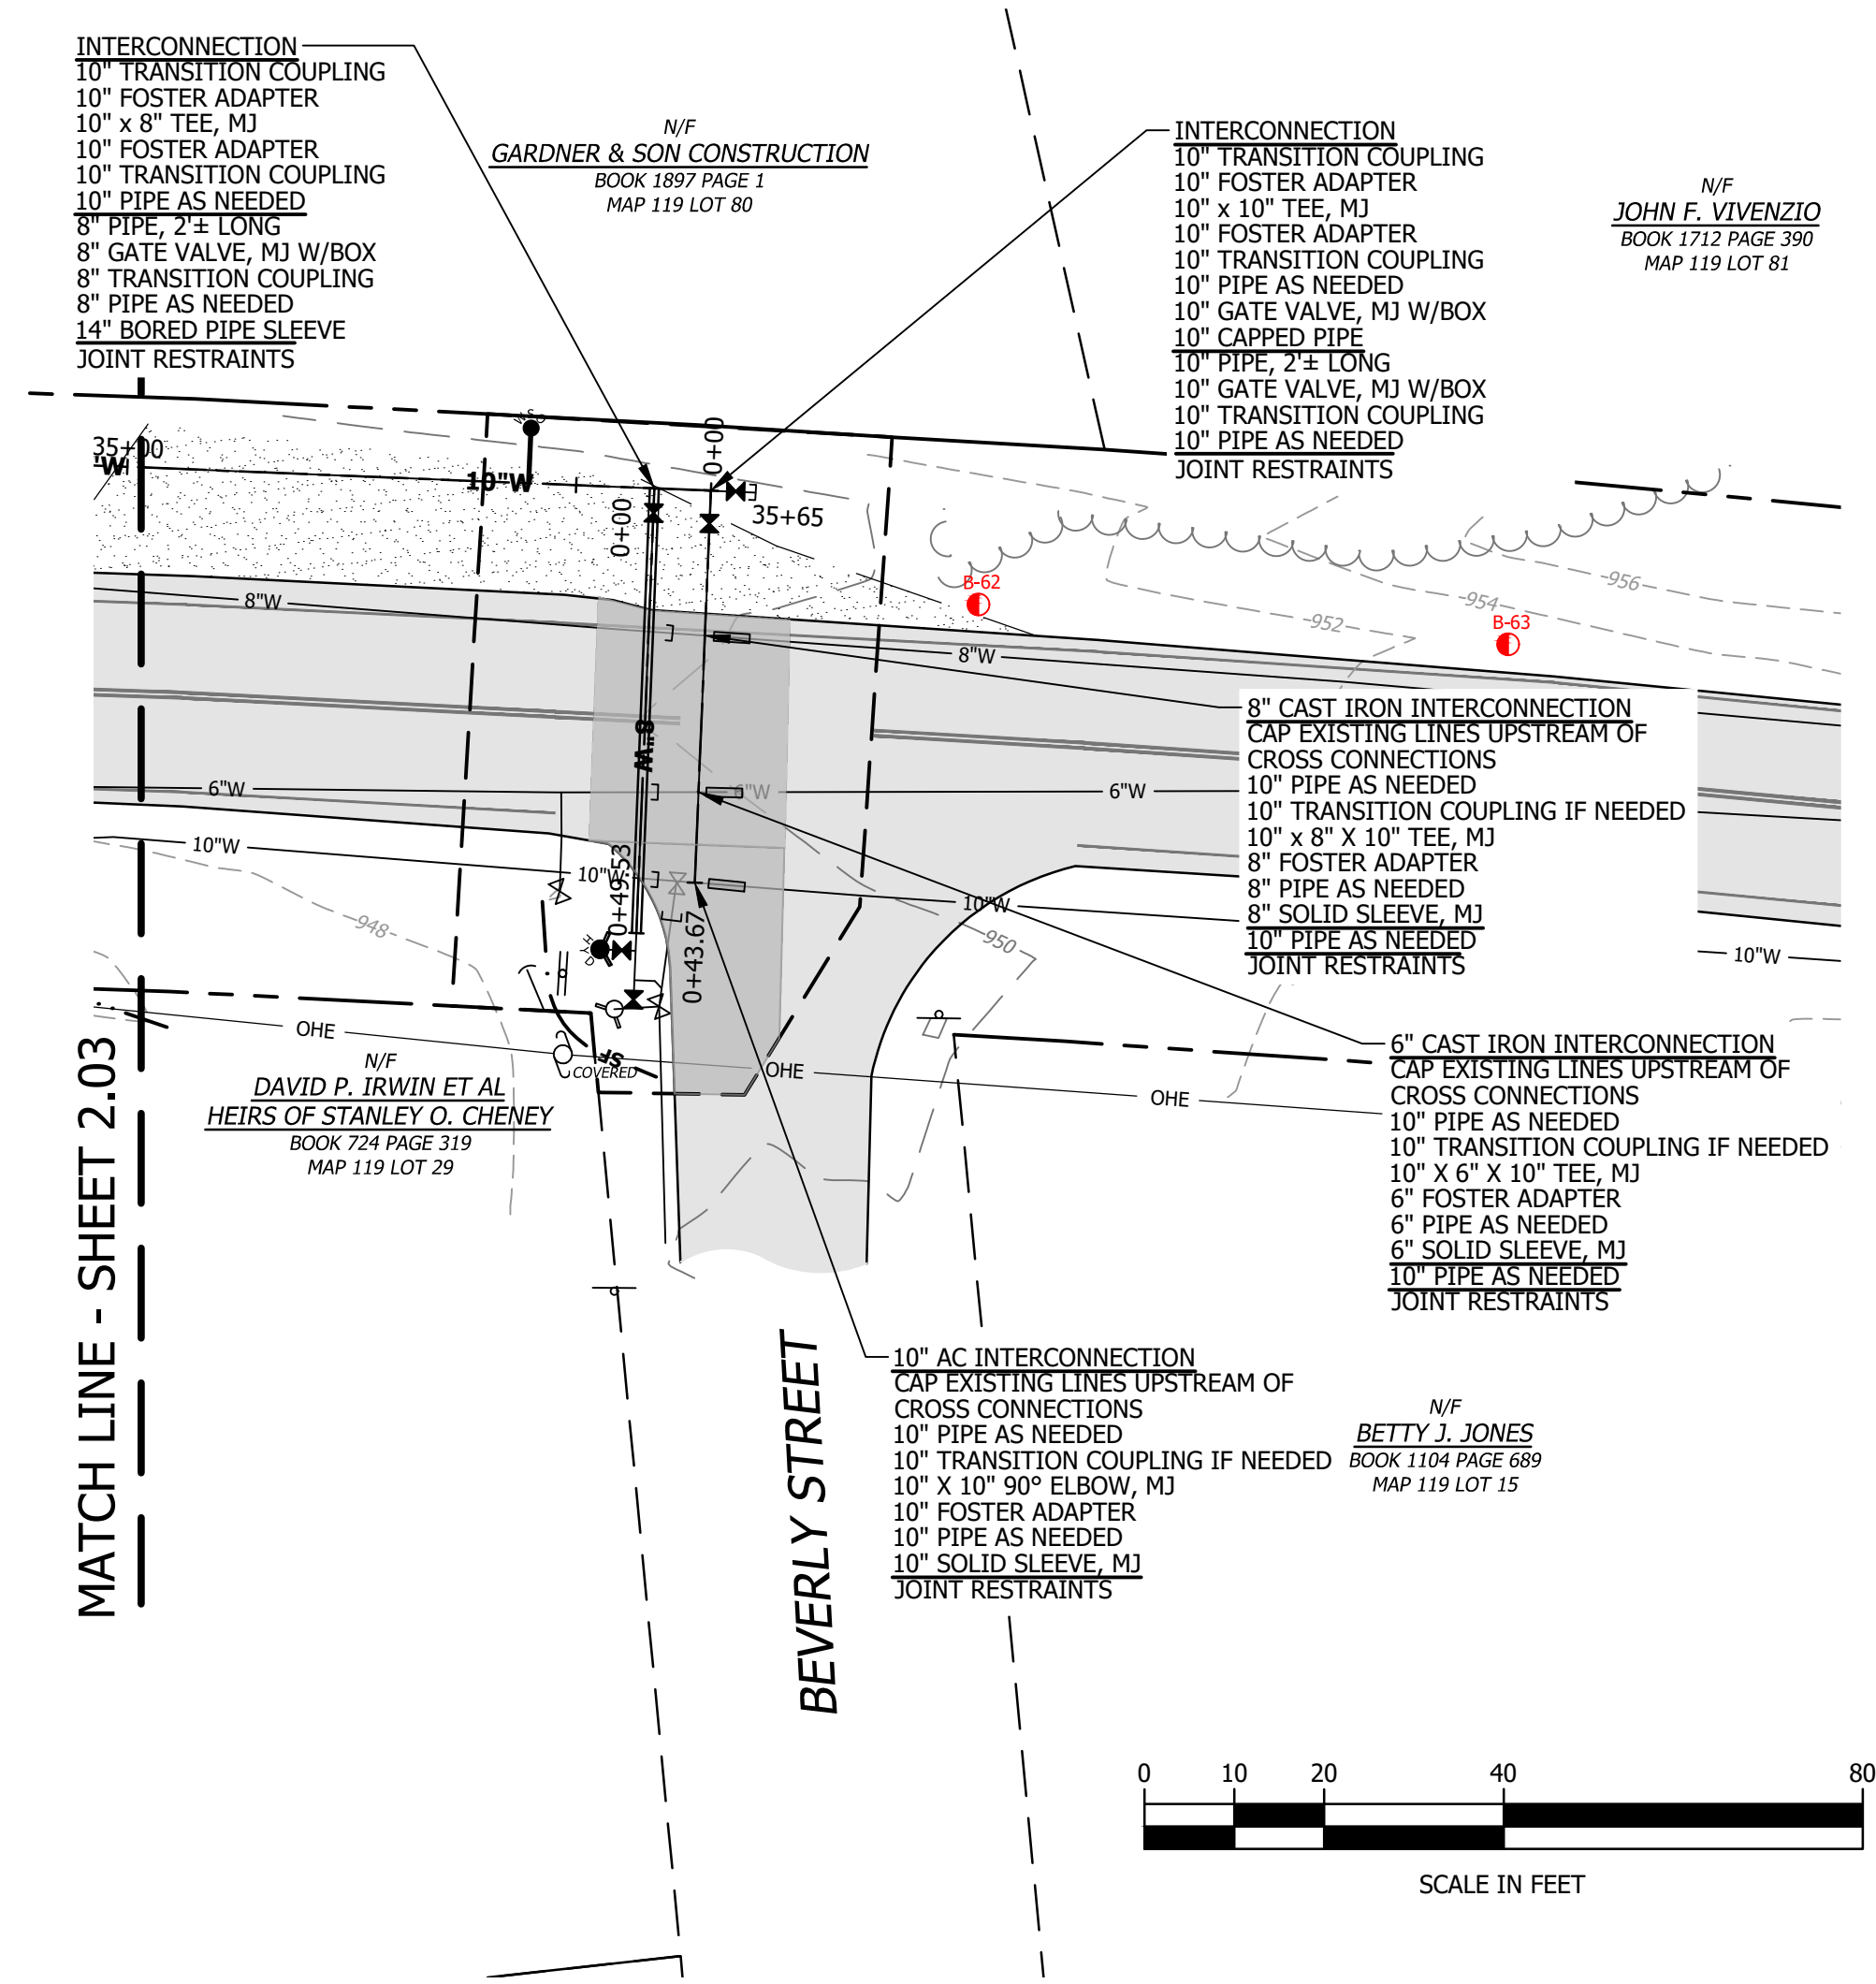 INTERCONNECTION
10" TRANSITION COUPLING
10" FOSTER ADAPTER
10" x 8" TEE, MJ
10" FOSTER ADAPTER
10" TRANSITION COUPLING
10" PIPE AS NEEDED
8" PIPE, 2'± LONG
8" GATE VALVE, MJ W/BOX
8" TRANSITION COUPLING
8" PIPE AS NEEDED
14" BORED PIPE SLEEVE
JOINT RESTRAINTS
N/F
GARDNER & SON CONSTRUCTION
BOOK 1897 PAGE 1
MAP 119 LOT 80
INTERCONNECTION
10" TRANSITION COUPLING
10" FOSTER ADAPTER
10" x 10" TEE, MJ
10" FOSTER ADAPTER
10" TRANSITION COUPLING
10" PIPE AS NEEDED
10" GATE VALVE, MJ W/BOX
10" CAPPED PIPE
10" PIPE, 2'± LONG
10" GATE VALVE, MJ W/BOX
10" TRANSITION COUPLING
10" PIPE AS NEEDED
JOINT RESTRAINTS
N/F
JOHN F. VIVENZIO
BOOK 1712 PAGE 390
MAP 119 LOT 81
35+00
"W
10"W
WSO
0+00
0+00
35+65
B-62
B-63
952
954
956
8"W
8"W
8"W
6"W
6"W
6"W
10"W
10"W
10"W
10"W
0+49.53
0+43.67
HYD
948
950
8" CAST IRON INTERCONNECTION
CAP EXISTING LINES UPSTREAM OF
CROSS CONNECTIONS
10" PIPE AS NEEDED
10" TRANSITION COUPLING IF NEEDED
10" x 8" X 10" TEE, MJ
8" FOSTER ADAPTER
8" PIPE AS NEEDED
8" SOLID SLEEVE, MJ
10" PIPE AS NEEDED
JOINT RESTRAINTS
OHE
OHE
OHE
SF
COVERED
N/F
DAVID P. IRWIN ET AL
HEIRS OF STANLEY O. CHENEY
BOOK 724 PAGE 319
MAP 119 LOT 29
6" CAST IRON INTERCONNECTION
CAP EXISTING LINES UPSTREAM OF
CROSS CONNECTIONS
10" PIPE AS NEEDED
10" TRANSITION COUPLING IF NEEDED
10" X 6" X 10" TEE, MJ
6" FOSTER ADAPTER
6" PIPE AS NEEDED
6" SOLID SLEEVE, MJ
10" PIPE AS NEEDED
JOINT RESTRAINTS
MATCH LINE - SHEET 2.03
BEVERLY STREET
10" AC INTERCONNECTION
CAP EXISTING LINES UPSTREAM OF
CROSS CONNECTIONS
10" PIPE AS NEEDED
10" TRANSITION COUPLING IF NEEDED
10" X 10" 90° ELBOW, MJ
10" FOSTER ADAPTER
10" PIPE AS NEEDED
10" SOLID SLEEVE, MJ
JOINT RESTRAINTS
N/F
BETTY J. JONES
BOOK 1104 PAGE 689
MAP 119 LOT 15
0 10 20 40 80
SCALE IN FEET